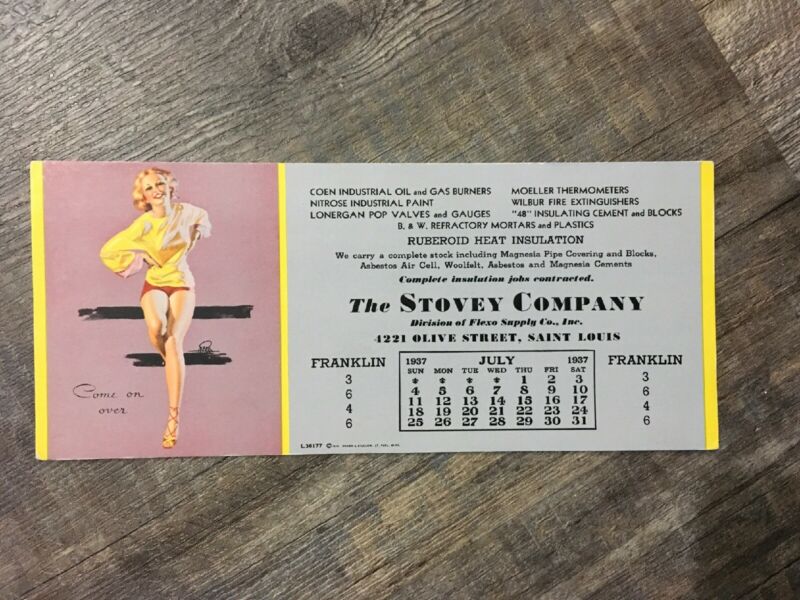 Come on
over
COEN INDUSTRIAL OIL and GAS BURNERS
NITROSE INDUSTRIAL PAINT
LONERGAN POP VALVES and GAUGES
MOELLER THERMOMETERS
WILBUR FIRE EXTINGUISHERS
"48" INSULATING CEMENT and BLOCKS
B. & W. REFRACTORY MORTARS and PLASTICS
RUBEROID HEAT INSULATION
We carry a complete stock including Magnesia Pipe Covering and Blocks,
Asbestos Air Cell, Woolfelt, Asbestos and Magnesia Cements
Complete insulation jobs contracted.
The STOVEY COMPANY
Division of Flexo Supply Co., Inc.
4221 OLIVE STREET, SAINT LOUIS
FRANKLIN
3
6
4
6
1937 JULY 1937
SUN MON TUE WED THU FRI SAT
* * * * 1 2 3
4 5 6 7 8 9 10
11 12 13 14 15 16 17
18 19 20 21 22 23 24
25 26 27 28 29 30 31
FRANKLIN
3
6
4
6
L36177 ©